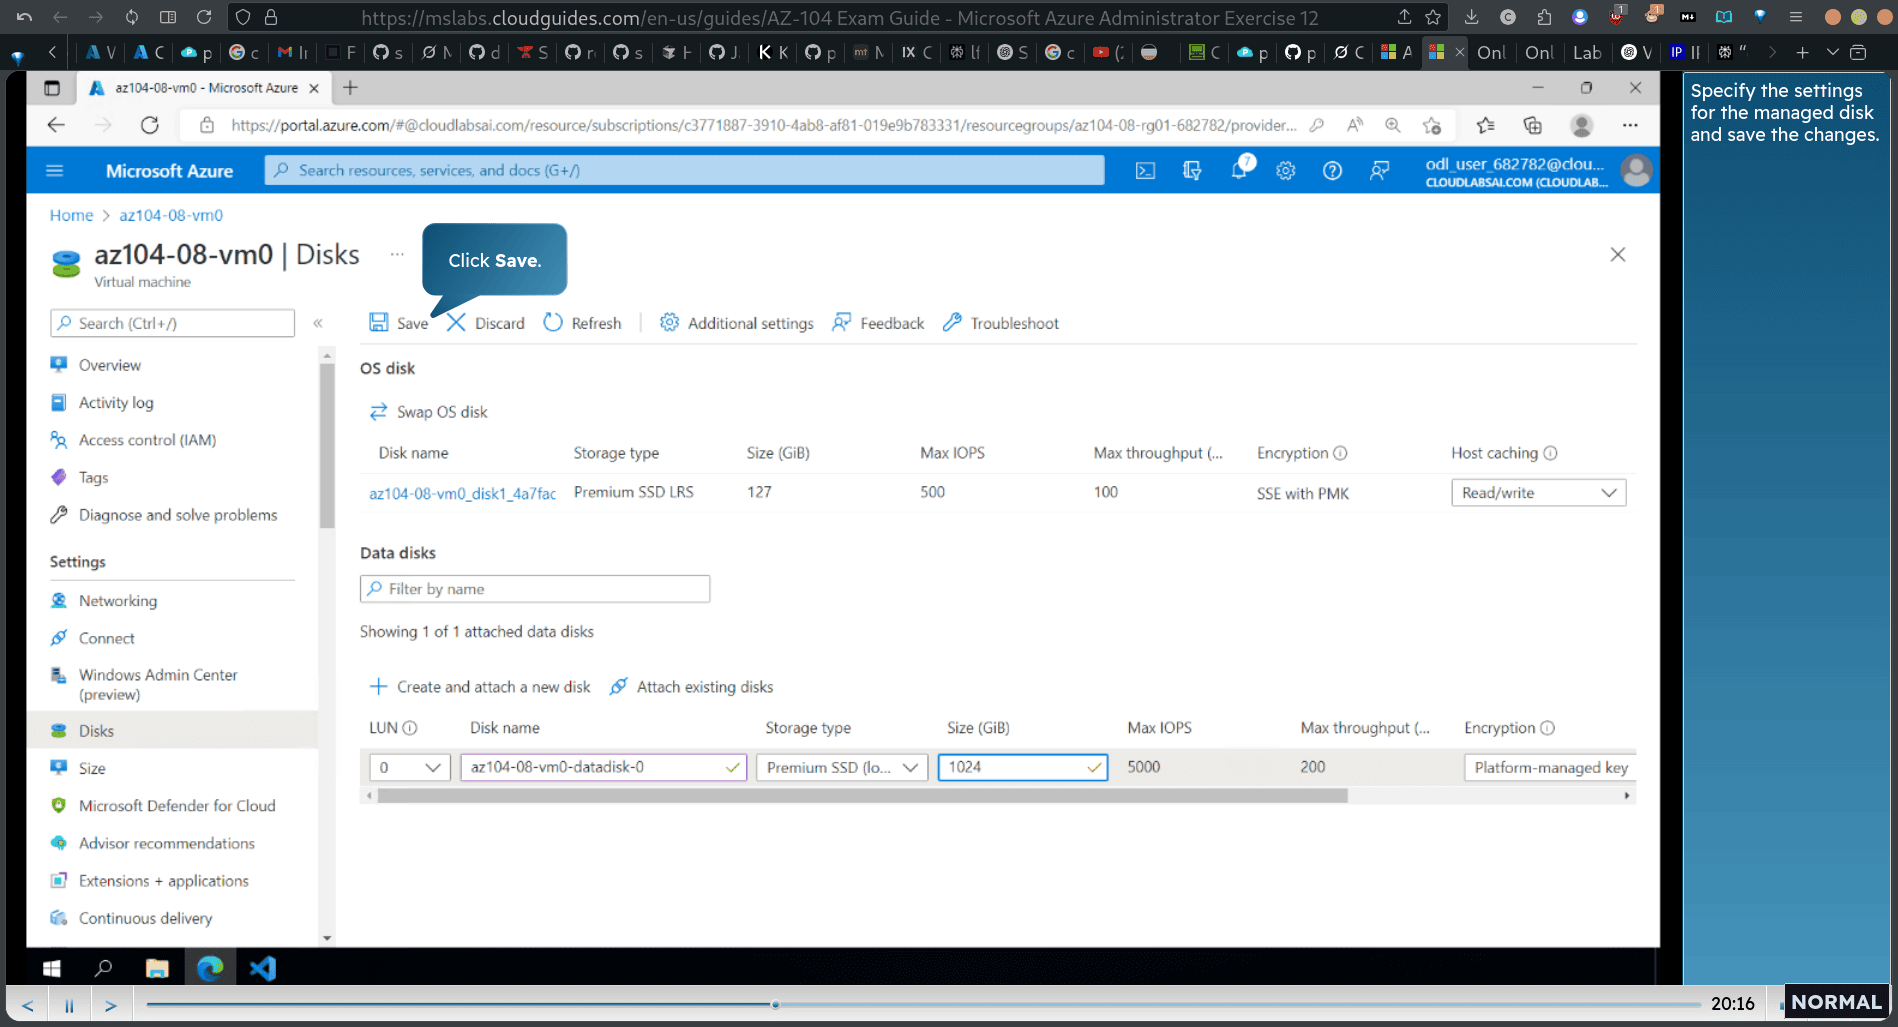 https://mslabs.cloudguides.com/en-us/guides/AZ-104 Exam Guide - Microsoft Azure Administrator Exercise 12
Onl
Onl
Lab
az104-08-vm0 - Microsoft Azure
https://portal.azure.com/#@cloudlabsai.com/resource/subscriptions/c3771887-3910-4ab8-af81-019e9b783331/resourcegroups/az104-08-rg01-682782/provider...
Specify the settings
for the managed disk
and save the changes.
Microsoft Azure
Search resources, services, and docs (G+/)
7
odl_user_682782@clou...
CLOUDLABSAI.COM (CLOUDLAB...
Home > az104-08-vm0
az104-08-vm0 | Disks ...
Virtual machine
Click Save.
Search (Ctrl+/)
«
Save
Discard
Refresh
Additional settings
Feedback
Troubleshoot
Overview
Activity log
Access control (IAM)
Tags
Diagnose and solve problems
Settings
Networking
Connect
Windows Admin Center
(preview)
Disks
Size
Microsoft Defender for Cloud
Advisor recommendations
Extensions + applications
Continuous delivery
OS disk
Swap OS disk
Disk name Storage type Size (GiB) Max IOPS Max throughput (... Encryption Host caching
az104-08-vm0_disk1_4a7fac Premium SSD LRS 127 500 100 SSE with PMK Read/write
Data disks
Filter by name
Showing 1 of 1 attached data disks
Create and attach a new disk
Attach existing disks
LUN Disk name Storage type Size (GiB) Max IOPS Max throughput (... Encryption
0 az104-08-vm0-datadisk-0 Premium SSD (lo... 1024 5000 200 Platform-managed key
20:16
NORMAL